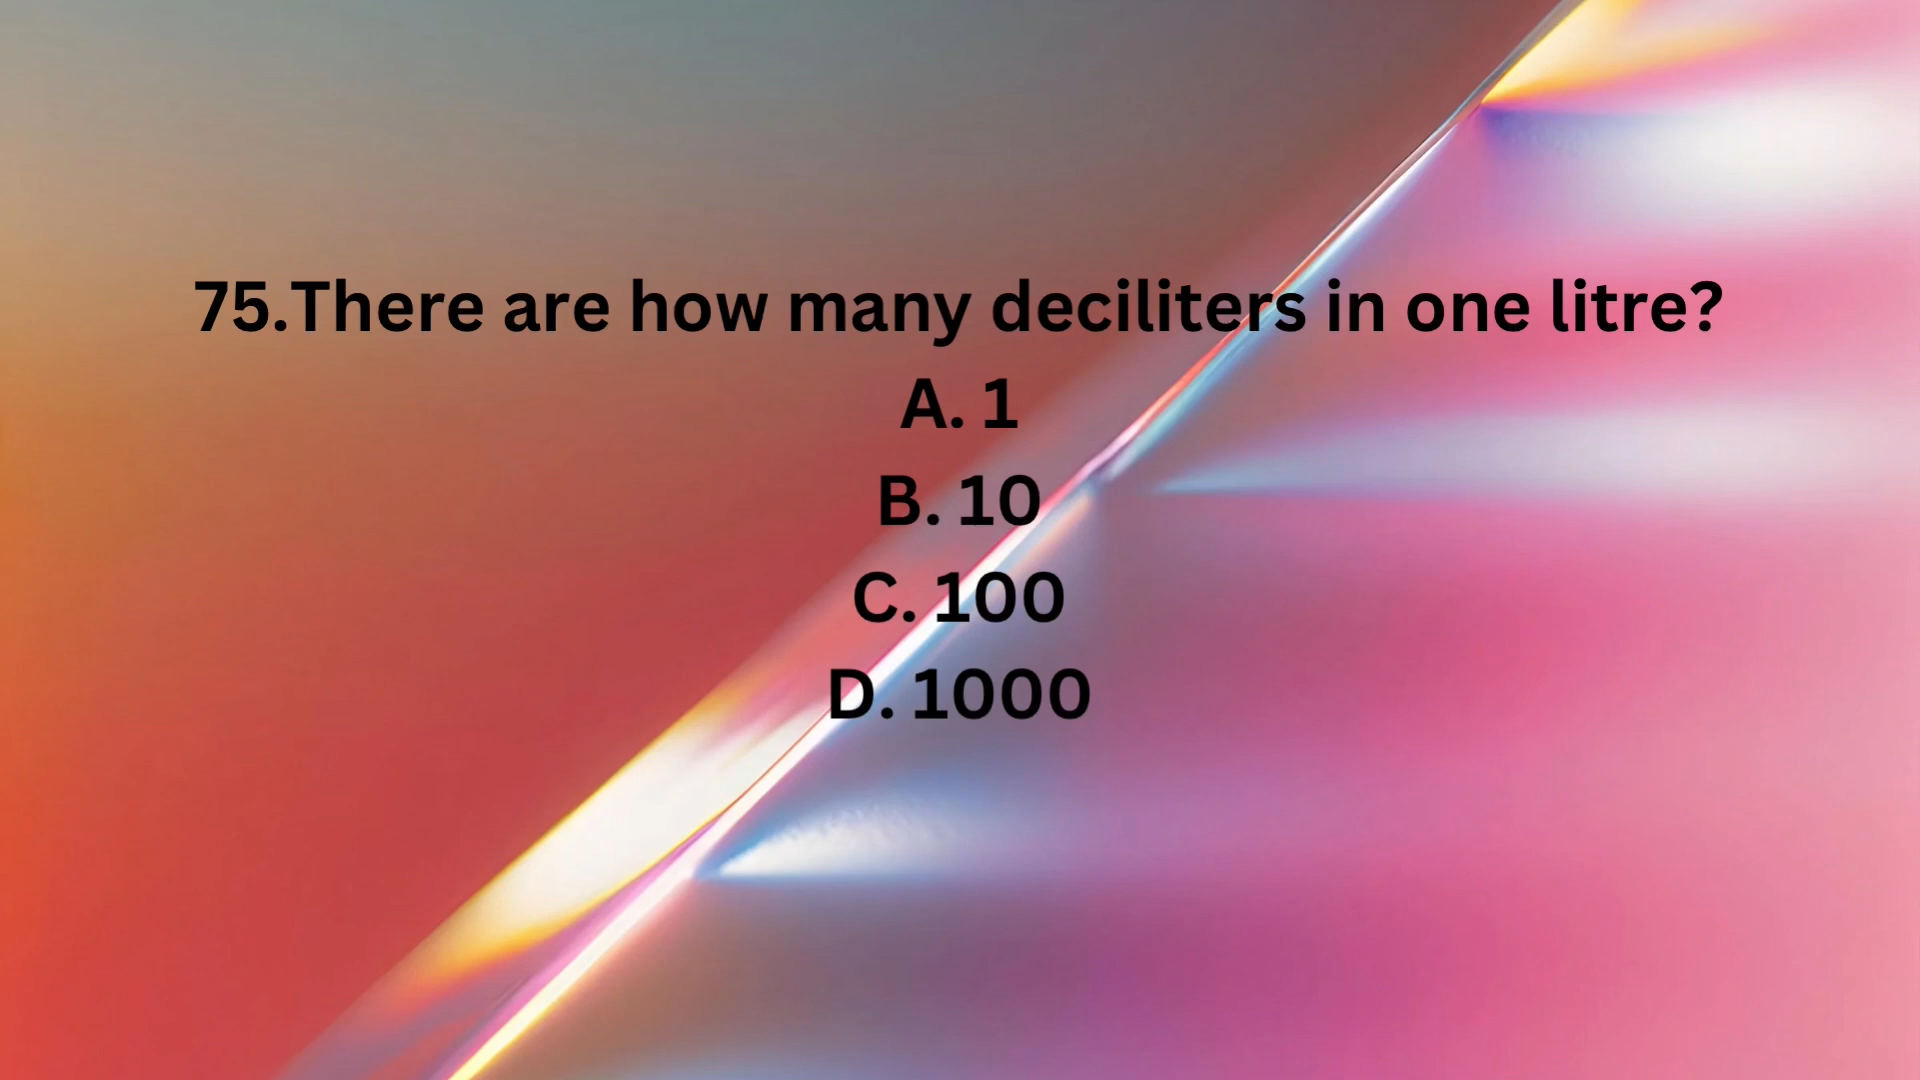 75.There are how many deciliters in one litre?
A. 1
B. 10
C. 100
D. 1000